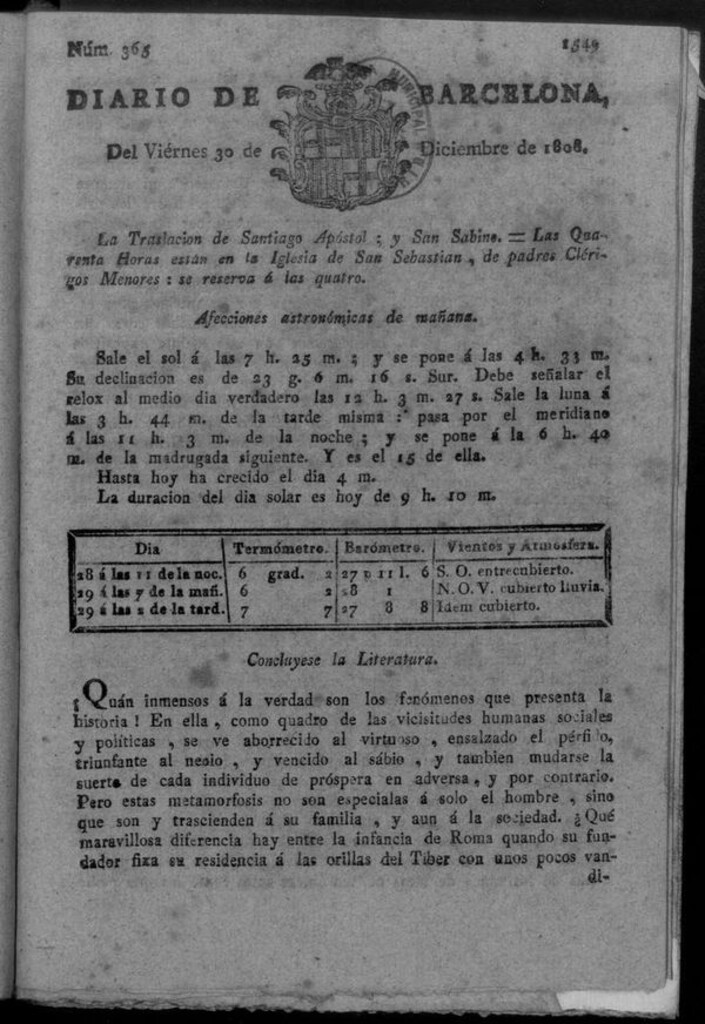 Núm. 365 1549
DIARIO DE BARCELONA,
Del Viérnes 30 de Diciembre de 1808.
La Traslacion de Santiago Apóstol ; y San Sabino. = Las Qua-
renta Horas están en la Iglesia de San Sebastian , de padres Cléri-
gos Menores : se reserva á las quatro.
Afecciones astronómicas de mañana.
Sale el sol á las 7 h. 25 m. ; y se pone á las 4 h. 33 m.
Su declinacion es de 23 g. 6 m. 16 s. Sur. Debe señalar el
relox al medio dia verdadero las 12 h. 3 m. 27 s. Sale la luna á
las 3 h. 44 m. de la tarde misma : pasa por el meridiano
á las 11 h. 3 m. de la noche ; y se pone á la 6 h. 40
m. de la madrugada siguiente. Y es el 15 de ella.
Hasta hoy ha crecido el dia 4 m.
La duracion del dia solar es hoy de 9 h. 10 m.
Dia Termómetro. Barómetro. Vientos y Atmósfera.
28 á las 11 de la noc. 6 grad. 2 27 p 11 l. 6 S. O. entrecubierto.
29 á las 7 de la mañ. 6 2 28 1 N. O. V. cubierto lluvia.
29 á las 2 de la tard. 7 7 27 8 8 Idem cubierto.
Concluyese la Literatura.
¡Quán inmensos á la verdad son los fenómenos que presenta la
historia ! En ella , como quadro de las vicisitudes humanas sociales
y políticas , se ve aborrecido al virtuoso , ensalzado el pérfido,
triunfante al necio , y vencido al sábio , y tambien mudarse la
suerte de cada individuo de próspera en adversa, y por contrario.
Pero estas metamorfosis no son especialas á solo el hombre , sino
que son y trascienden á su familia , y aun á la sociedad. ¿Qué
maravillosa diferencia hay entre la infancia de Roma quando su fun-
dador fixa su residencia á las orillas del Tiber con unos pocos van-
di-